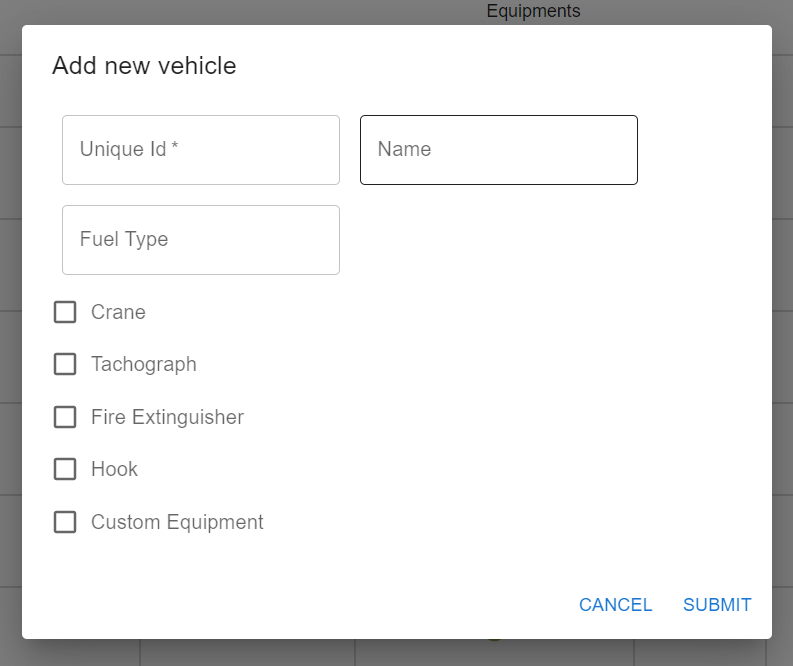 Equipments
Add new vehicle
Unique Id *
Name
Fuel Type
Crane
Tachograph
Fire Extinguisher
Hook
Custom Equipment
CANCEL
SUBMIT